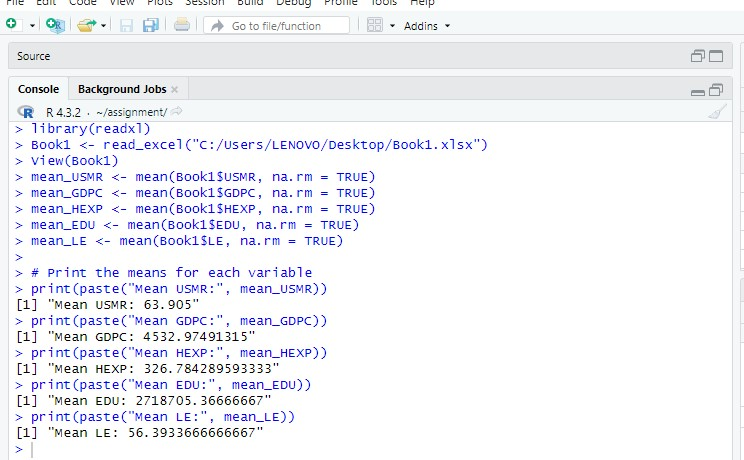 File Edit Code View Plots Session Build Debug Profile Tools Help
Go to file/function Addins
Source
Console Background Jobs
R 4.3.2 · ~/assignment/
> library(readxl)
> Book1 <- read_excel("C:/Users/LENOVO/Desktop/Book1.xlsx")
> View(Book1)
> mean_USMR <- mean(Book1$USMR, na.rm = TRUE)
> mean_GDPC <- mean(Book1$GDPC, na.rm = TRUE)
> mean_HEXP <- mean(Book1$HEXP, na.rm = TRUE)
> mean_EDU <- mean(Book1$EDU, na.rm = TRUE)
> mean_LE <- mean(Book1$LE, na.rm = TRUE)
>
> # Print the means for each variable
> print(paste("Mean USMR:", mean_USMR))
[1] "Mean USMR: 63.905"
> print(paste("Mean GDPC:", mean_GDPC))
[1] "Mean GDPC: 4532.97491315"
> print(paste("Mean HEXP:", mean_HEXP))
[1] "Mean HEXP: 326.784289593333"
> print(paste("Mean EDU:", mean_EDU))
[1] "Mean EDU: 2718705.36666667"
> print(paste("Mean LE:", mean_LE))
[1] "Mean LE: 56.3933666666667"
>